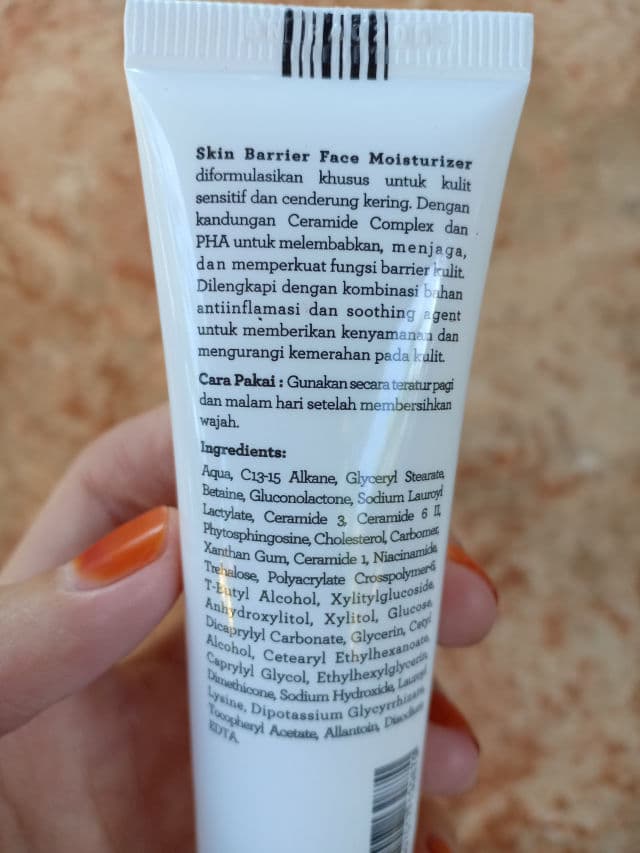 Skin Barrier Face Moisturizer
diformulasikan khusus untuk kulit
sensitif dan cenderung kering. Dengan
kandungan Ceramide Complex dan
PHA untuk melembabkan, menjaga,
dan memperkuat fungsi barrier kulit.
Dilengkapi dengan kombinasi bahan
antiinflamasi dan soothing agent
untuk memberikan kenyamanan dan
mengurangi kemerahan pada kulit.
Cara Pakai : Gunakan secara teratur pagi
dan malam hari setelah membersihkan
wajah.
Ingredients:
Aqua, C13-15 Alkane, Glyceryl Stearate,
Betaine, Gluconolactone, Sodium Lauroyl
Lactylate, Ceramide 3, Ceramide 6 II,
Phytosphingosine, Cholesterol, Carbomer,
Xanthan Gum, Ceramide 1, Niacinamide,
Trehalose, Polyacrylate Crosspolymer-6,
T-Butyl Alcohol, Xylitylglucoside,
Anhydroxylitol, Xylitol, Glucose,
Dicaprylyl Carbonate, Glycerin, Cetyl
Alcohol, Cetearyl Ethylhexanoate,
Caprylyl Glycol, Ethylhexylglycerin,
Dimethicone, Sodium Hydroxide, Lauroyl
Lysine, Dipotassium Glycyrrhizate,
Tocopheryl Acetate, Allantoin, Disodium
EDTA.